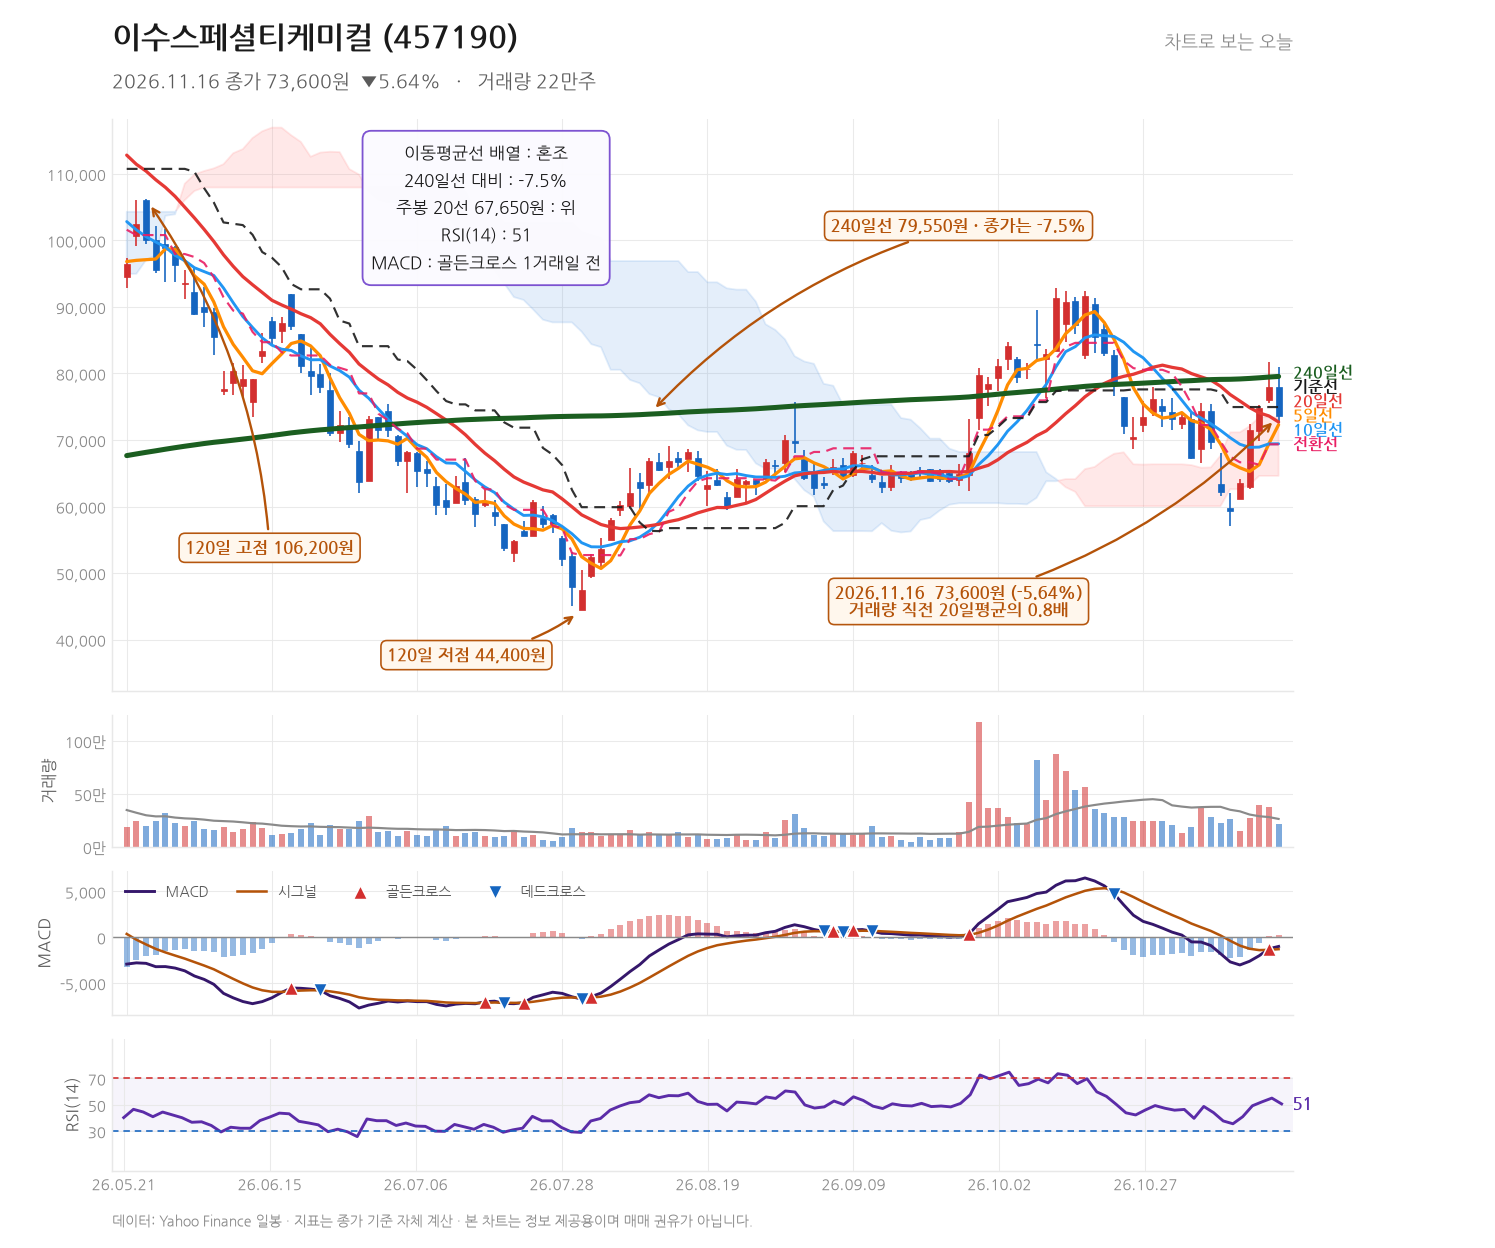 이수스페셜티케미컬 (457190)
차트로 보는 오늘
2026.11.16 종가 73,600원 ▼5.64% · 거래량 22만주
이동평균선 배열 : 혼조
240일선 대비 : -7.5%
주봉 20선 67,650원 : 위
RSI(14) : 51
MACD : 골든크로스 1거래일 전
240일선 79,550원 · 종가는 -7.5%
120일 고점 106,200원
120일 저점 44,400원
2026.11.16 73,600원 (-5.64%)
거래량 직전 20일평균의 0.8배
110,000
100,000
90,000
80,000
70,000
60,000
50,000
40,000
240일선
기준선
20일선
5일선
10일선
전환선
거래량
100만
50만
0만
MACD
5,000
0
-5,000
MACD
시그널
골든크로스
데드크로스
RSI(14)
70
50
30
51
26.05.21
26.06.15
26.07.06
26.07.28
26.08.19
26.09.09
26.10.02
26.10.27
데이터: Yahoo Finance 일봉 · 지표는 종가 기준 자체 계산 · 본 차트는 정보 제공용이며 매매 권유가 아닙니다.